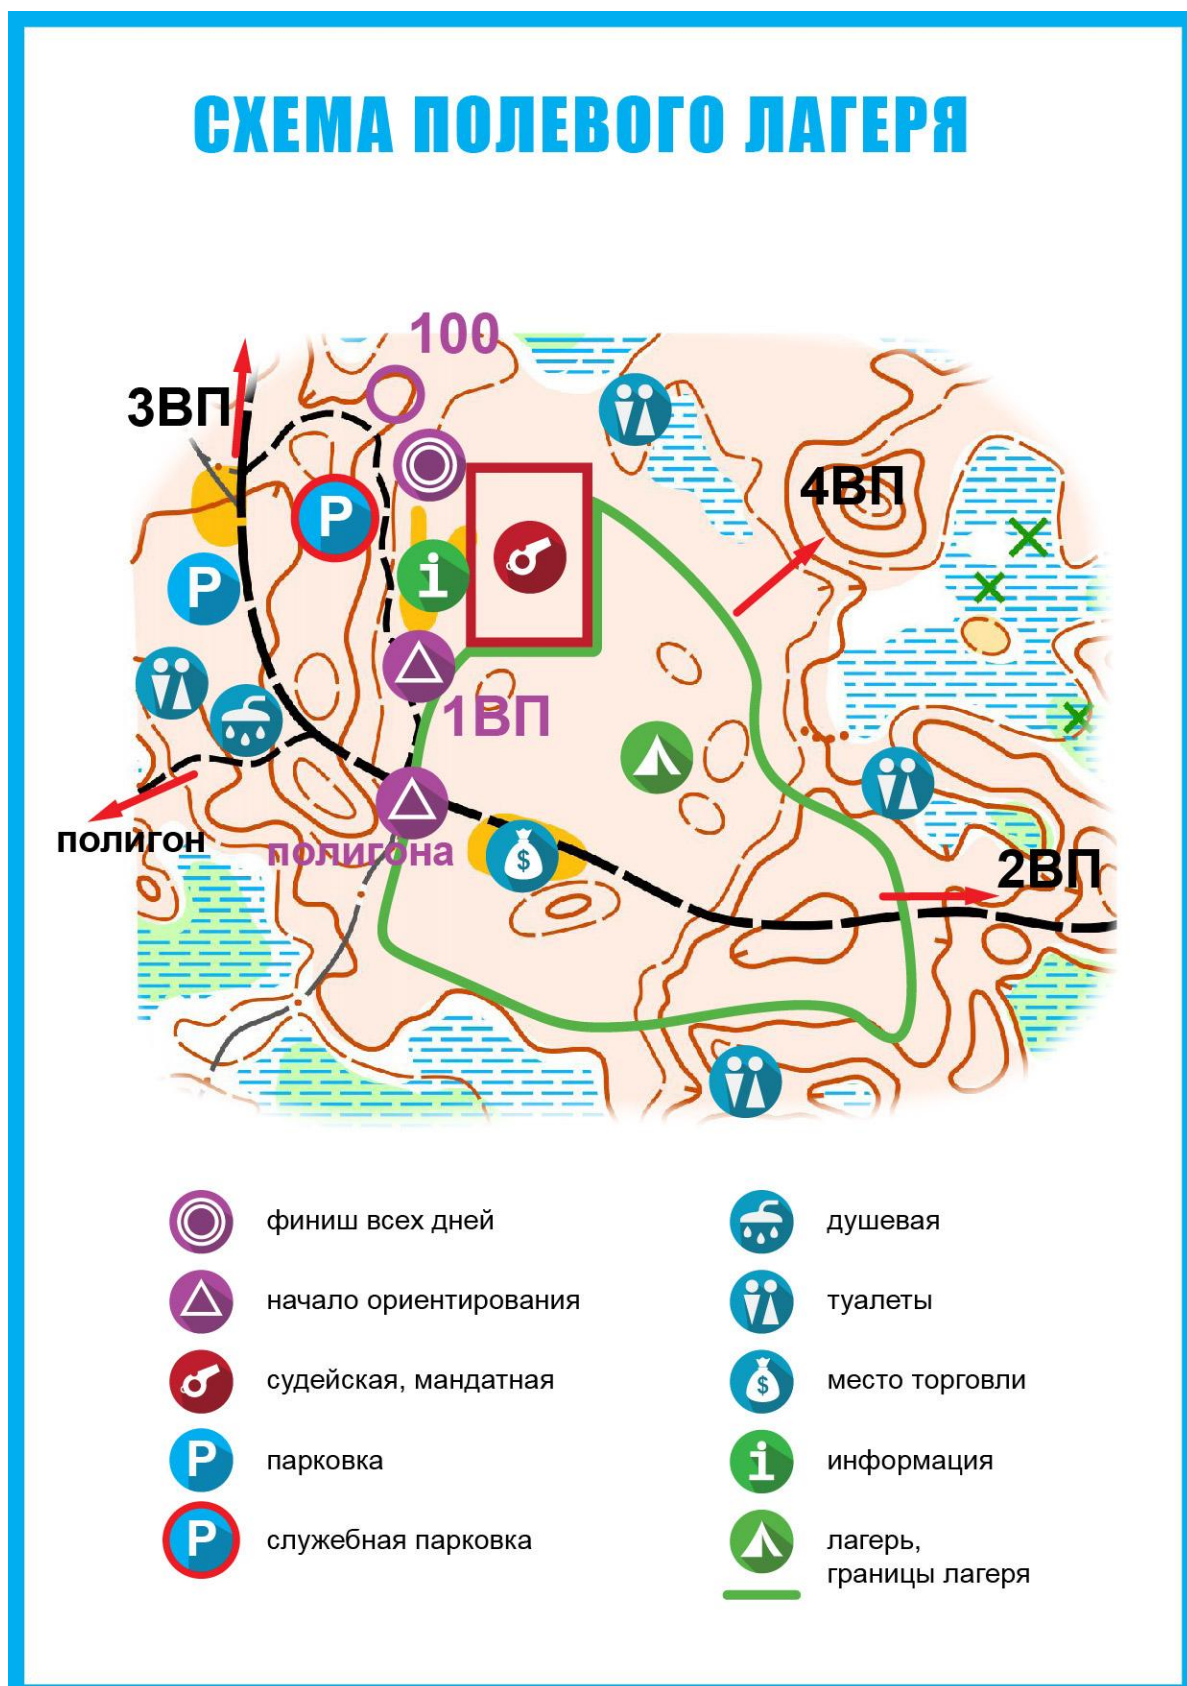 СХЕМА ПОЛЕВОГО ЛАГЕРЯ
100
3ВП
4ВП
P
P
i
1ВП
полигон
полигона
$
2ВП
финиш всех дней
душевая
начало ориентирования
туалеты
судейская, мандатная
$
место торговли
P
парковка
i
информация
P
служебная парковка
лагерь,
границы лагеря